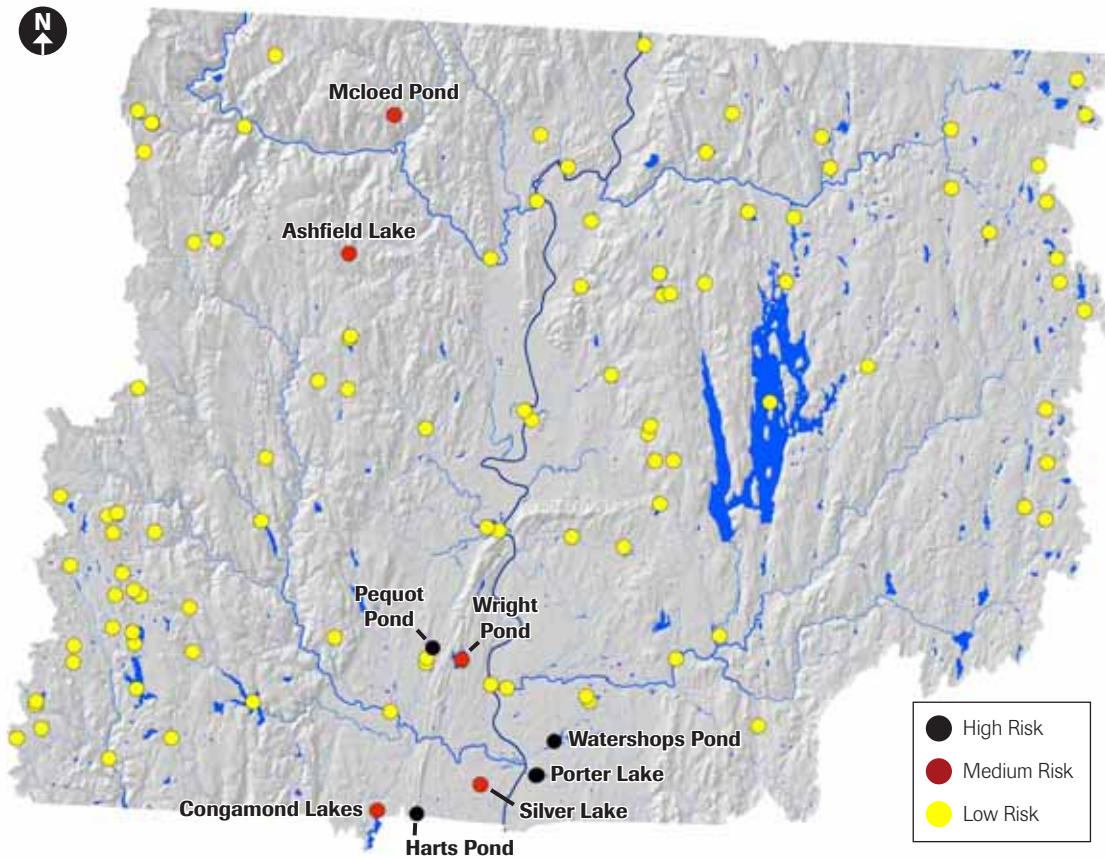 N
Mcloed Pond
Ashfield Lake
Pequot
Pond
Wright
Pond
Watershops Pond
Porter Lake
Silver Lake
Congamond Lakes
Harts Pond
High Risk
Medium Risk
Low Risk